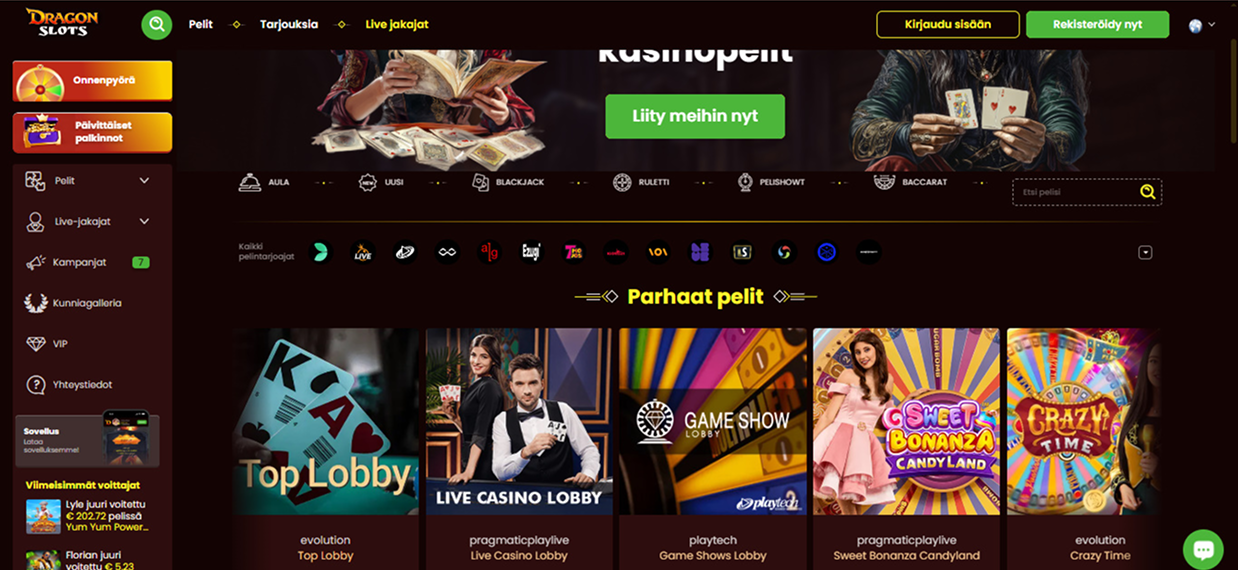 DRAGON
SLOTS
Pelit
Tarjouksia
Live jakajat
Kirjaudu sisään
Rekisteröidy nyt
Onnenpyörä
Päivittäiset
palkinnot
Pelit
Live-jakajat
Kampanjat
7
Kunniagalleria
VIP
Yhteystiedot
Sovellus
Lataa
sovelluksemme!
Viimeisimmät voittajat
Lyle juuri voitettu
€ 202.72 pelissä
Yum Yum Power...
Florian juuri
voitettu € 5.23
kasinopelit
Liity meihin nyt
AULA
UUSI
BLACKJACK
RULETTI
PELISHOWT
BACCARAT
Etsi pelisi
Kaikki
pelintarjoajat
LIVE
a|g
Ezugi
Parhaat pelit
K A
Top Lobby
LIVE CASINO LOBBY
GAME SHOW
LOBBY
playtech
SWEET
BONANZA
CANDYLAND
CRAZY
TIME
evolution
Top Lobby
pragmaticplaylive
Live Casino Lobby
playtech
Game Shows Lobby
pragmaticplaylive
Sweet Bonanza Candyland
evolution
Crazy Time